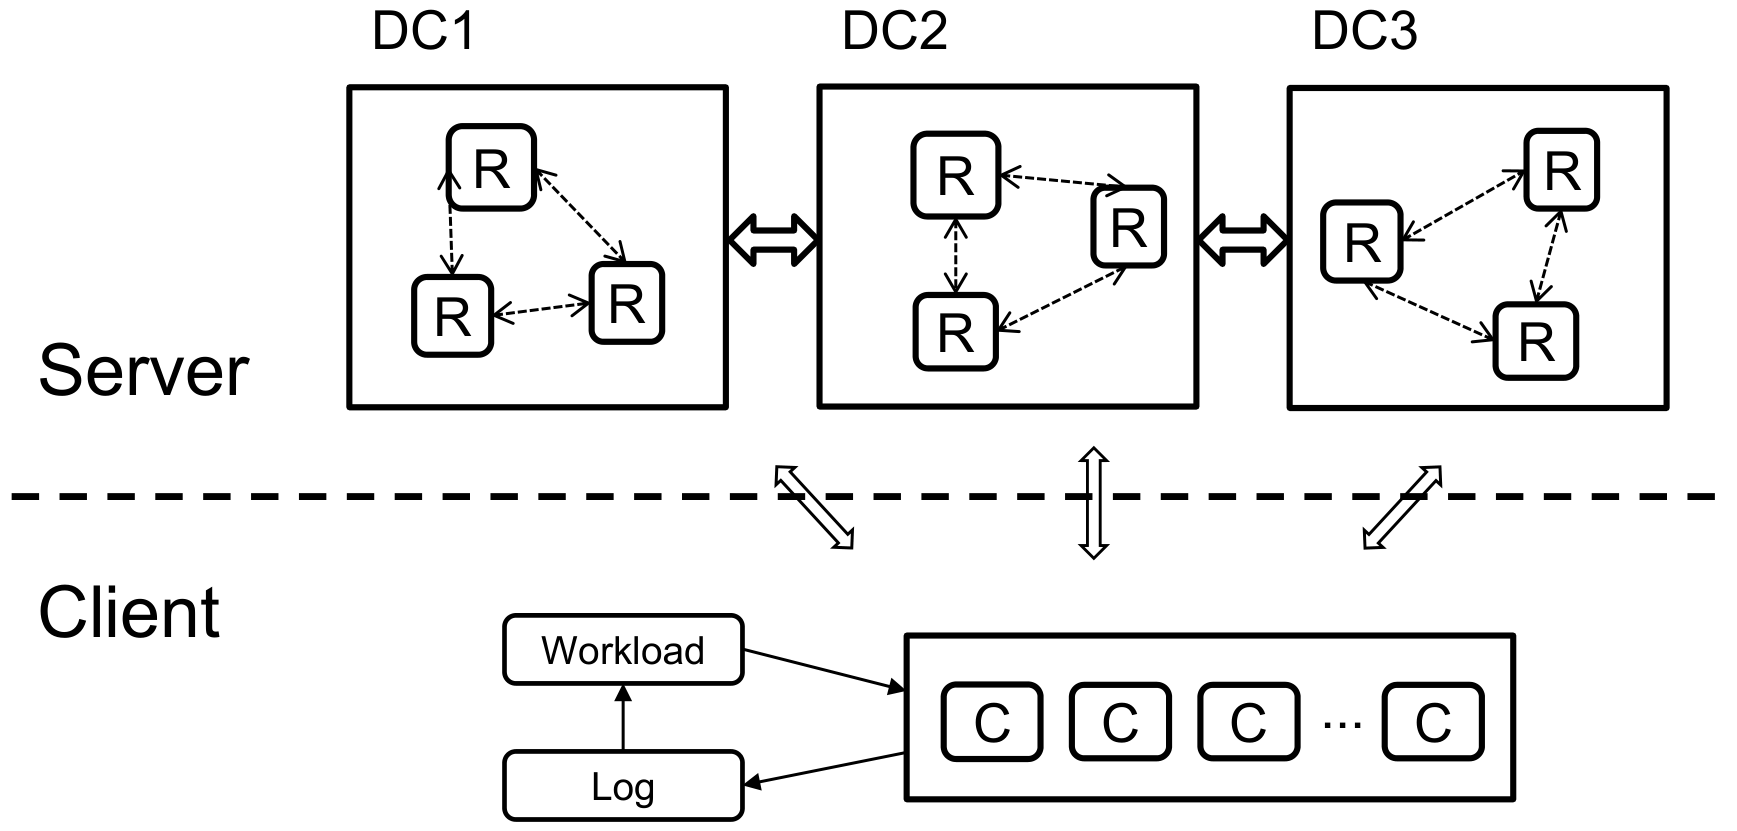 DC1 DC2 DC3
R R R
R R R
R R R
Server
Client
Workload
C C C ... C
Log